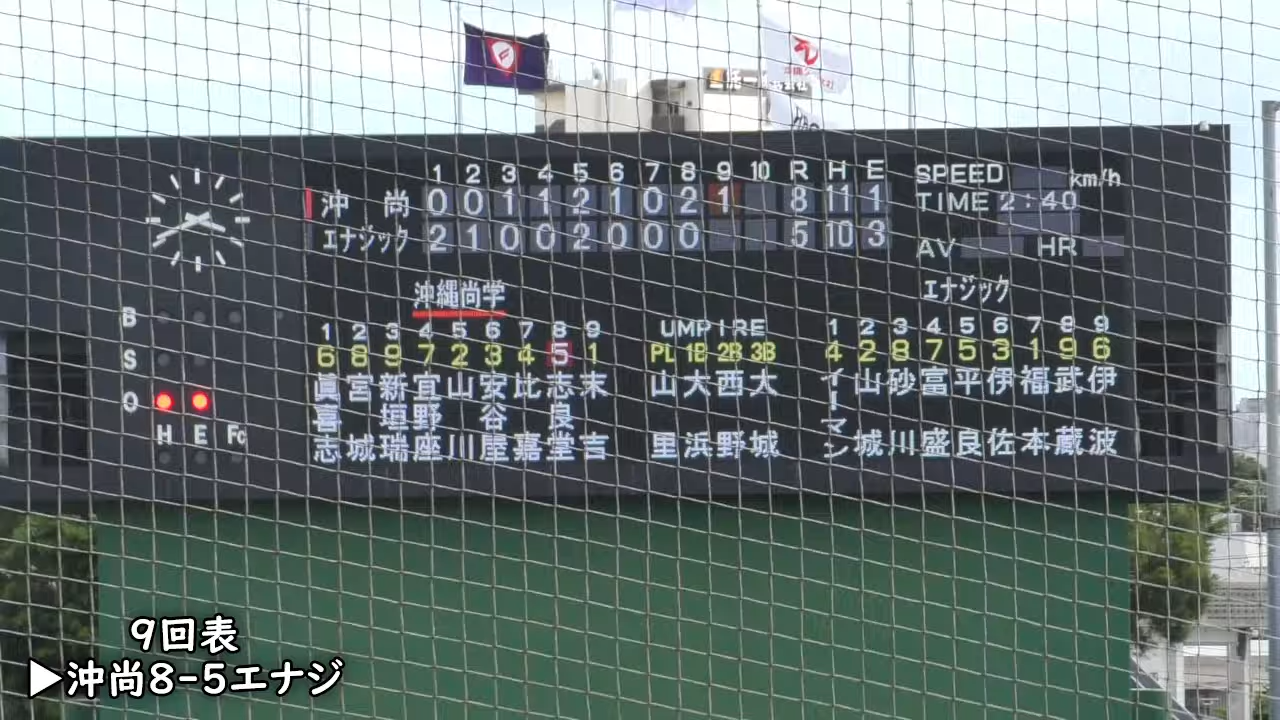 1 2 3 4 5 6 7 8 9 10 R H E
沖尚 0 0 1 1 2 1 0 2 1 8 11 1
エナジック 2 1 0 0 2 0 0 0 5 10 3
SPEED km/h
TIME 2:40
AV HR
沖縄尚学
エナジック
B
S
O
H E Fc
1 2 3 4 5 6 7 8 9
6 8 9 7 2 3 4 5 1
眞喜志 宮城 新垣瑞 宜野座 山川 安谷屋 比嘉 志良堂 末吉
UMPIRE
PL 1B 2B 3B
山里 大浜 西野 大城
1 2 3 4 5 6 7 8 9
4 2 8 7 5 3 1 9 6
イーマン 山城 砂川 富盛 平良 伊佐 福本 武蔵 伊波
9回表
▶沖尚8-5エナジ